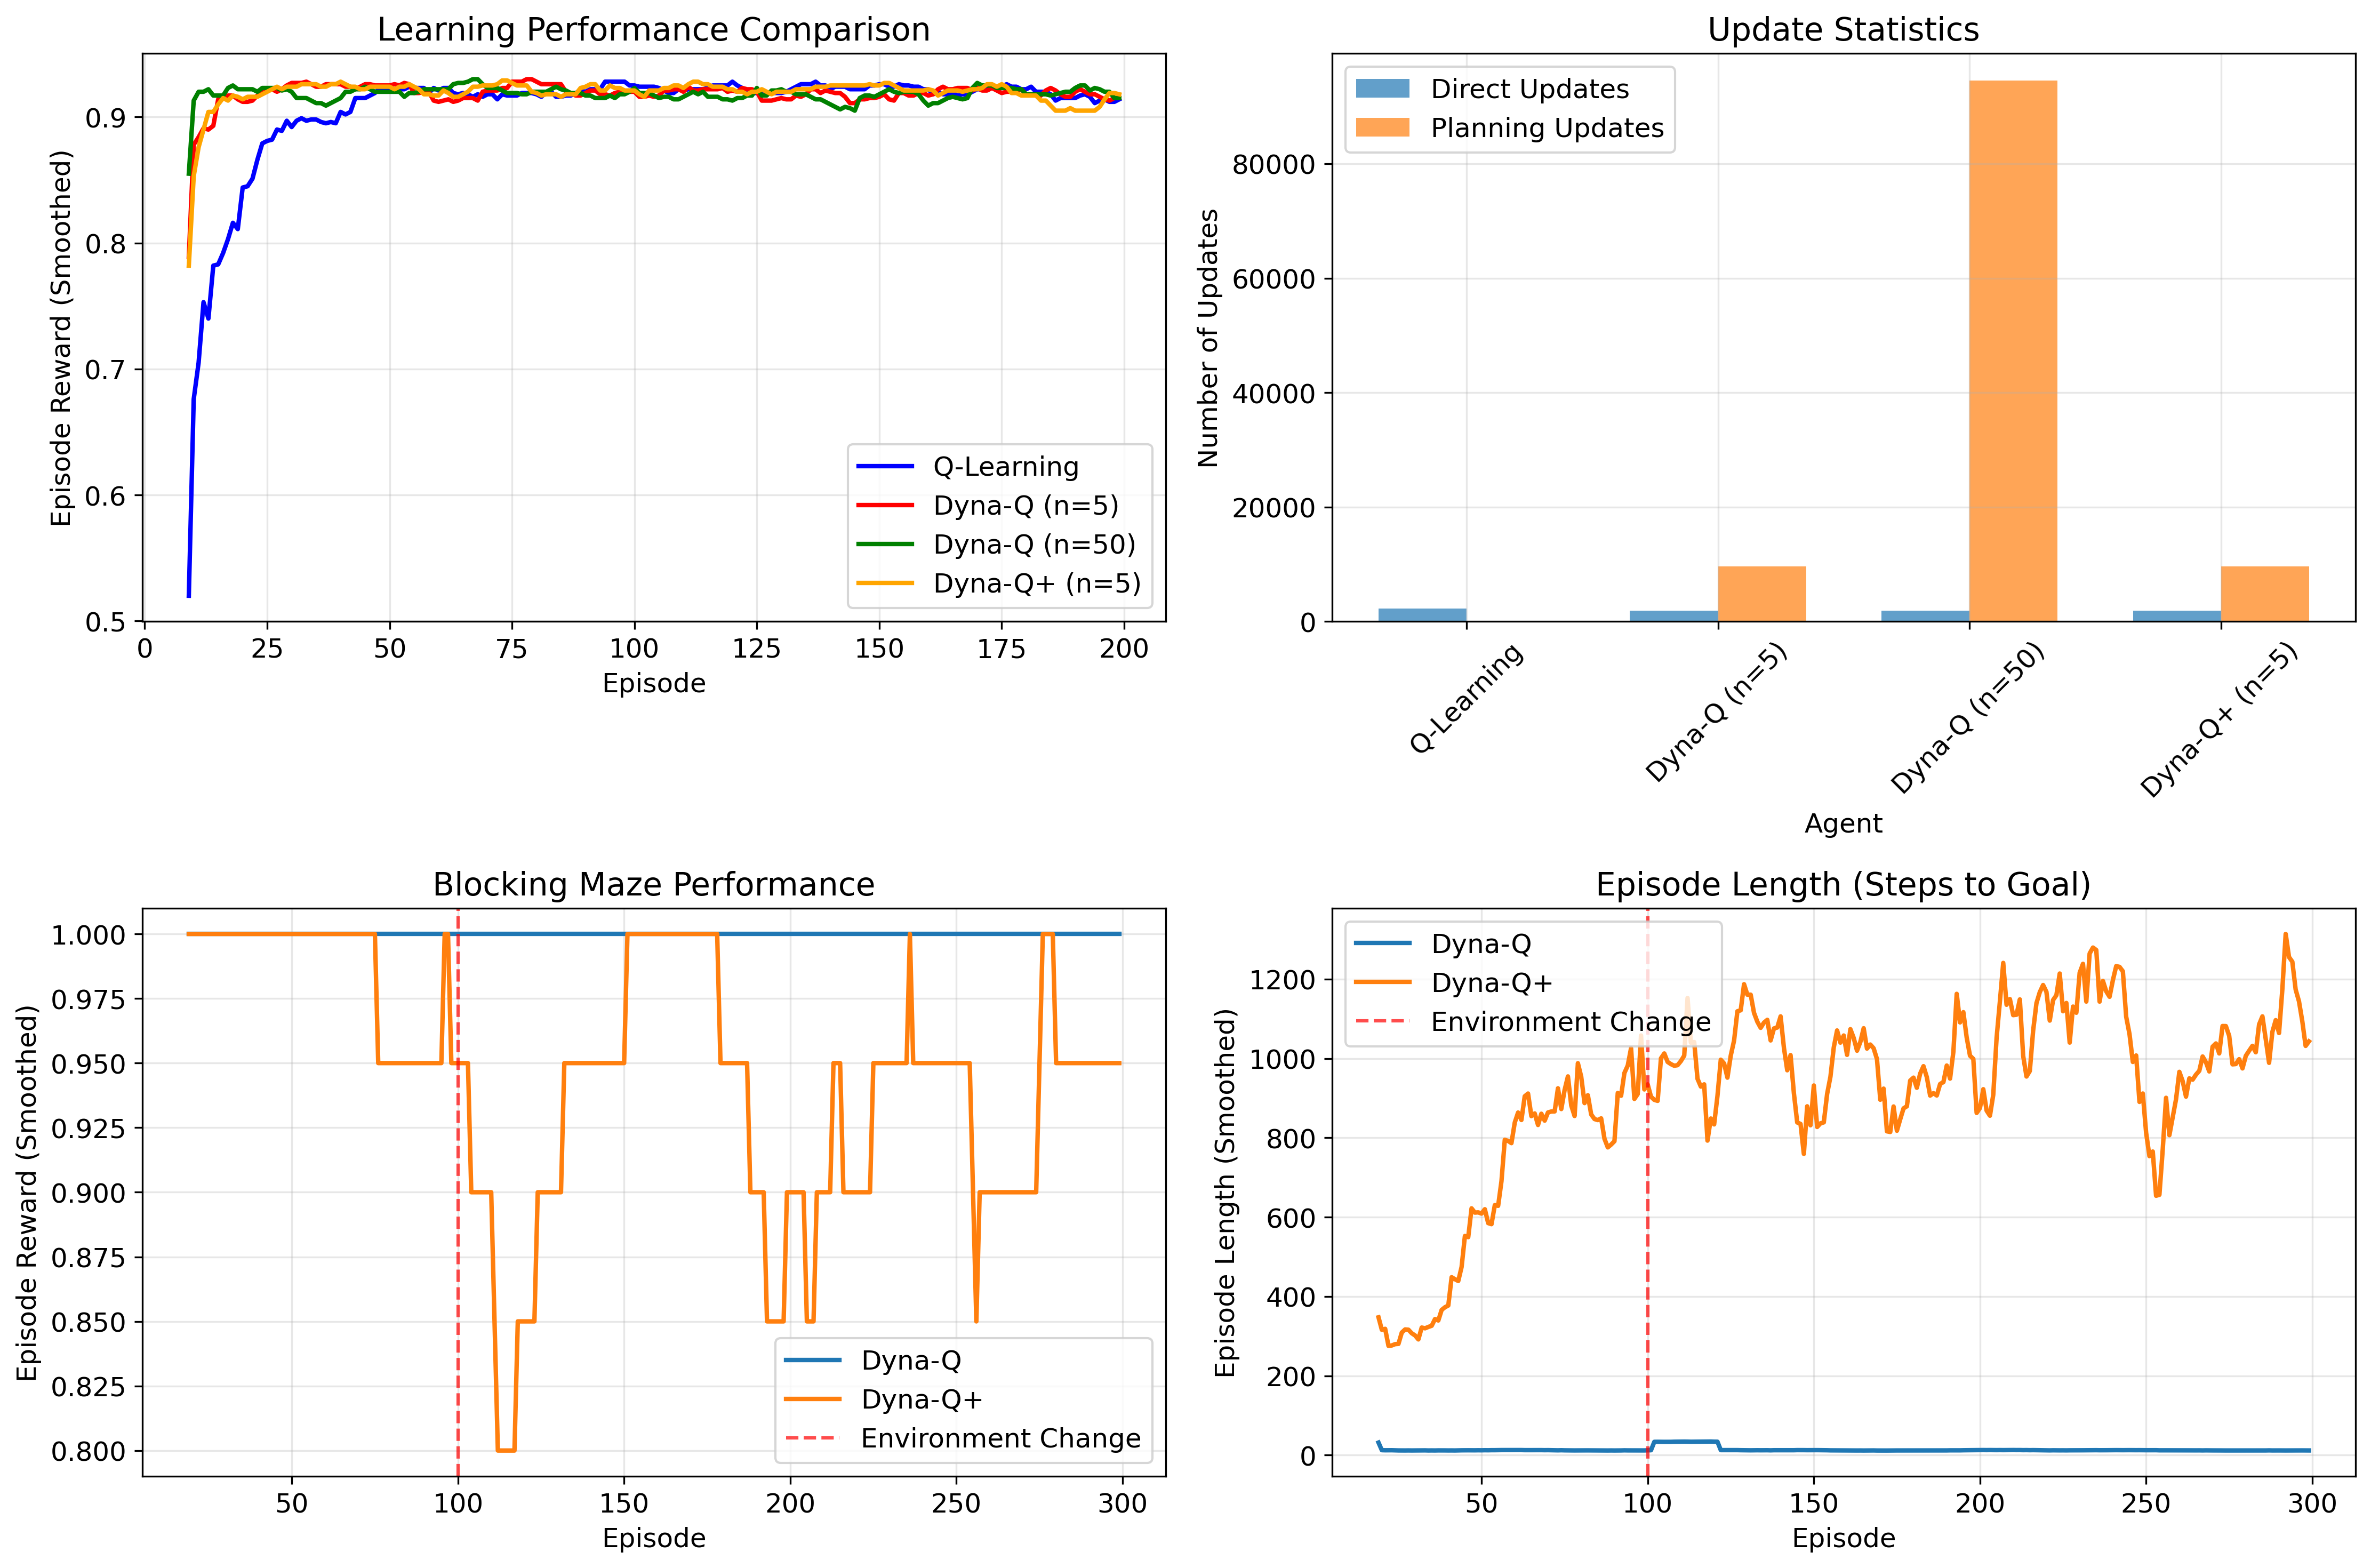 Learning Performance Comparison
Episode Reward (Smoothed)
0.9
0.8
0.7
0.6
0.5
0
25
50
75
100
125
150
175
200
Episode
Q-Learning
Dyna-Q (n=5)
Dyna-Q (n=50)
Dyna-Q+ (n=5)
Update Statistics
Number of Updates
80000
60000
40000
20000
0
Direct Updates
Planning Updates
Q-Learning
Dyna-Q (n=5)
Dyna-Q (n=50)
Dyna-Q+ (n=5)
Agent
Blocking Maze Performance
Episode Reward (Smoothed)
1.000
0.975
0.950
0.925
0.900
0.875
0.850
0.825
0.800
50
100
150
200
250
300
Episode
Dyna-Q
Dyna-Q+
Environment Change
Episode Length (Steps to Goal)
Episode Length (Smoothed)
1200
1000
800
600
400
200
0
50
100
150
200
250
300
Episode
Dyna-Q
Dyna-Q+
Environment Change